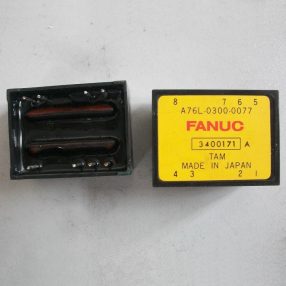 8 7 6 5
A76L-0300-0077
FANUC
3400171 A
TAM
MADE IN JAPAN
4 3 2 1